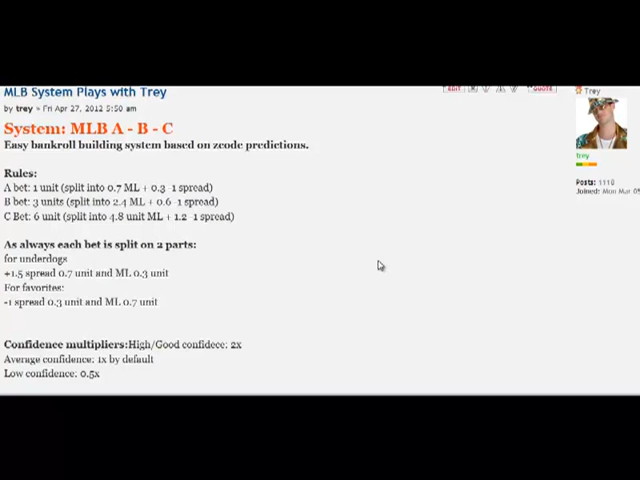 MLB System Plays with Trey
EDIT
QUOTE
Trey
by trey » Fri Apr 27, 2012 5:50 am
System: MLB A - B - C
Easy bankroll building system based on zcode predictions.
trey
Rules:
Posts: 1118
A bet: 1 unit (split into 0.7 ML + 0.3 -1 spread)
Joined: Mon Mar
B bet: 3 units (split into 2.4 ML + 0.6 -1 spread)
C Bet: 6 unit (split into 4.8 unit ML + 1.2 -1 spread)
As always each bet is split on 2 parts:
for underdogs
+1.5 spread 0.7 unit and ML 0.3 unit
For favorites:
-1 spread 0.3 unit and ML 0.7 unit
Confidence multipliers:High/Good confidece: 2x
Average confidence: 1x by default
Low confidence: 0.5x